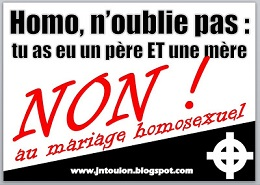 Homo, n'oublie pas :
tu as eu un père ET une mère
NON !
au mariage homosexuel
www.jntoulon.blogspot.com